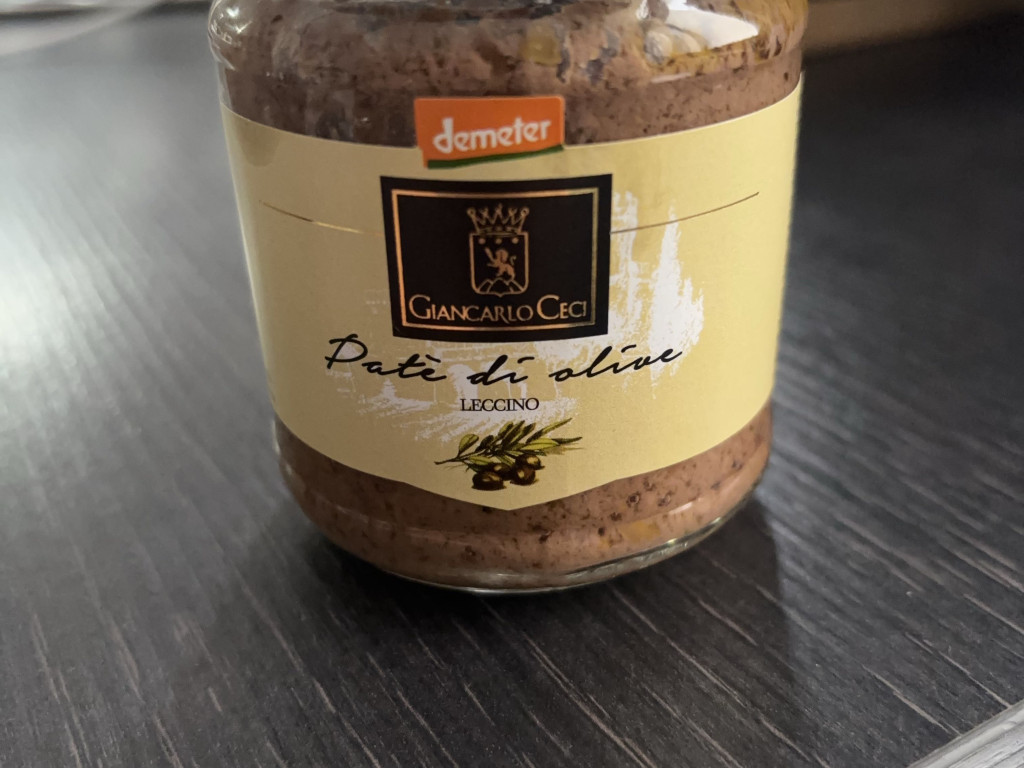 demeter
GIANCARLO CECI
Patè di olive
LECCINO